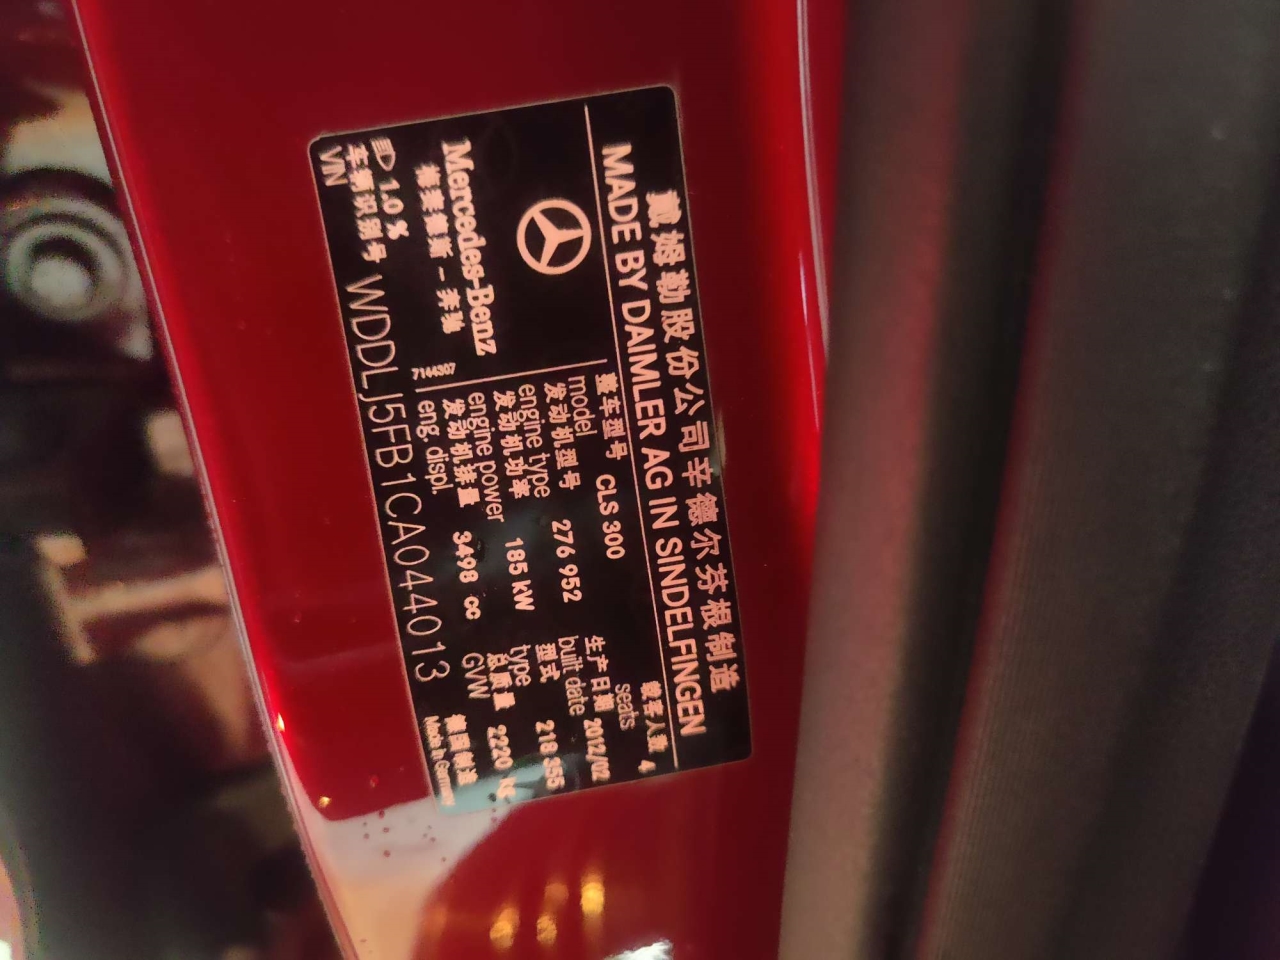 戴姆勒股份公司辛德尔芬根制造
MADE BY DAIMLER AG IN SINDELFINGEN
Mercedes-Benz
梅赛德斯-奔驰
7144307
整车型号 CLS 300
model
发动机型号 276 952
engine type
发动机功率 185 kW
engine power
发动机排量 3498 cc
eng. displ.
载客人数 4
seats
生产日期 2012/02
built date
型式 218 355
type
总质量 2220 kg
GVW
德国制造
Made in Germany
1.0 %
车辆识别号 WDDLJ5FB1CA044013
VIN